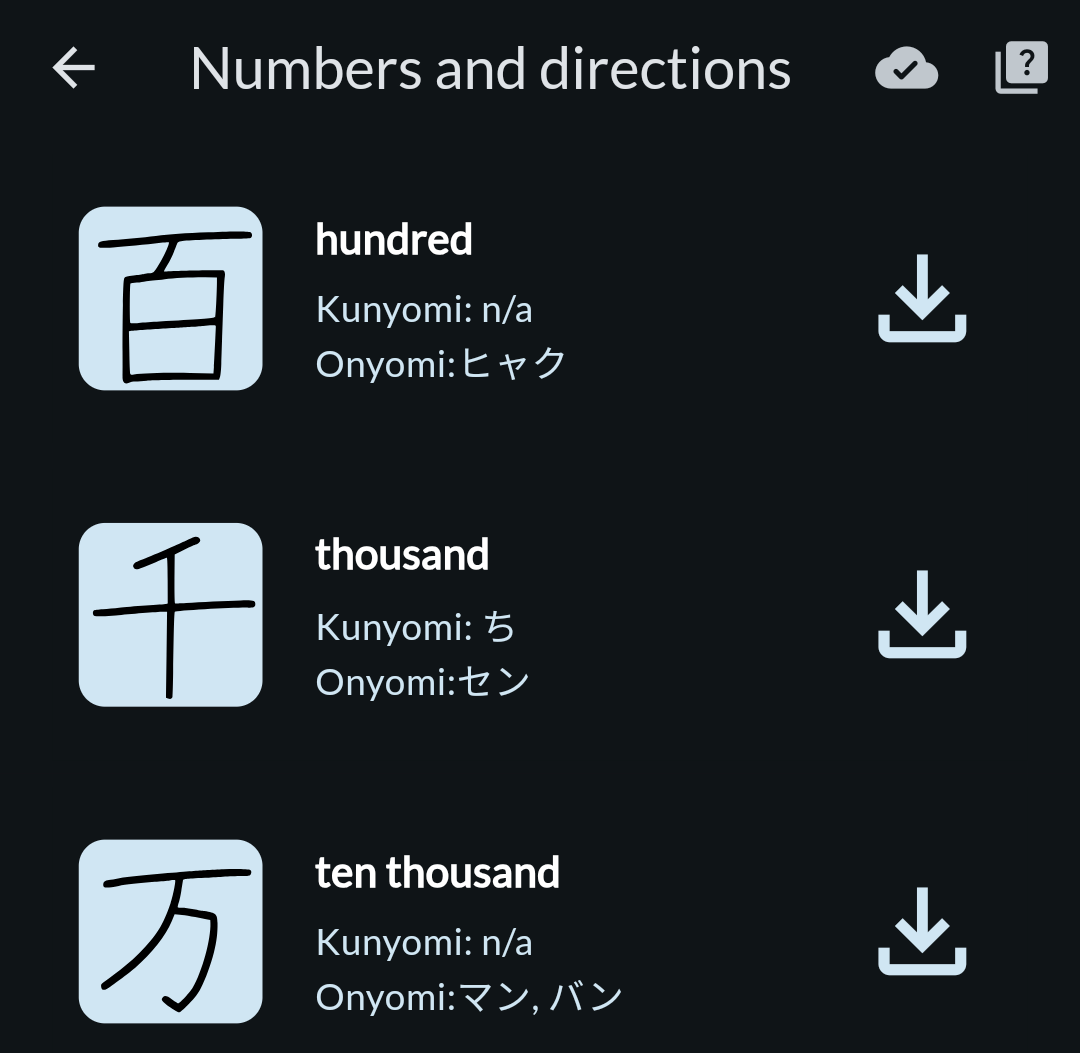 Numbers and directions
?
百
hundred
Kunyomi: n/a
Onyomi:ヒャク
千
thousand
Kunyomi: ち
Onyomi:セン
万
ten thousand
Kunyomi: n/a
Onyomi:マン, バン